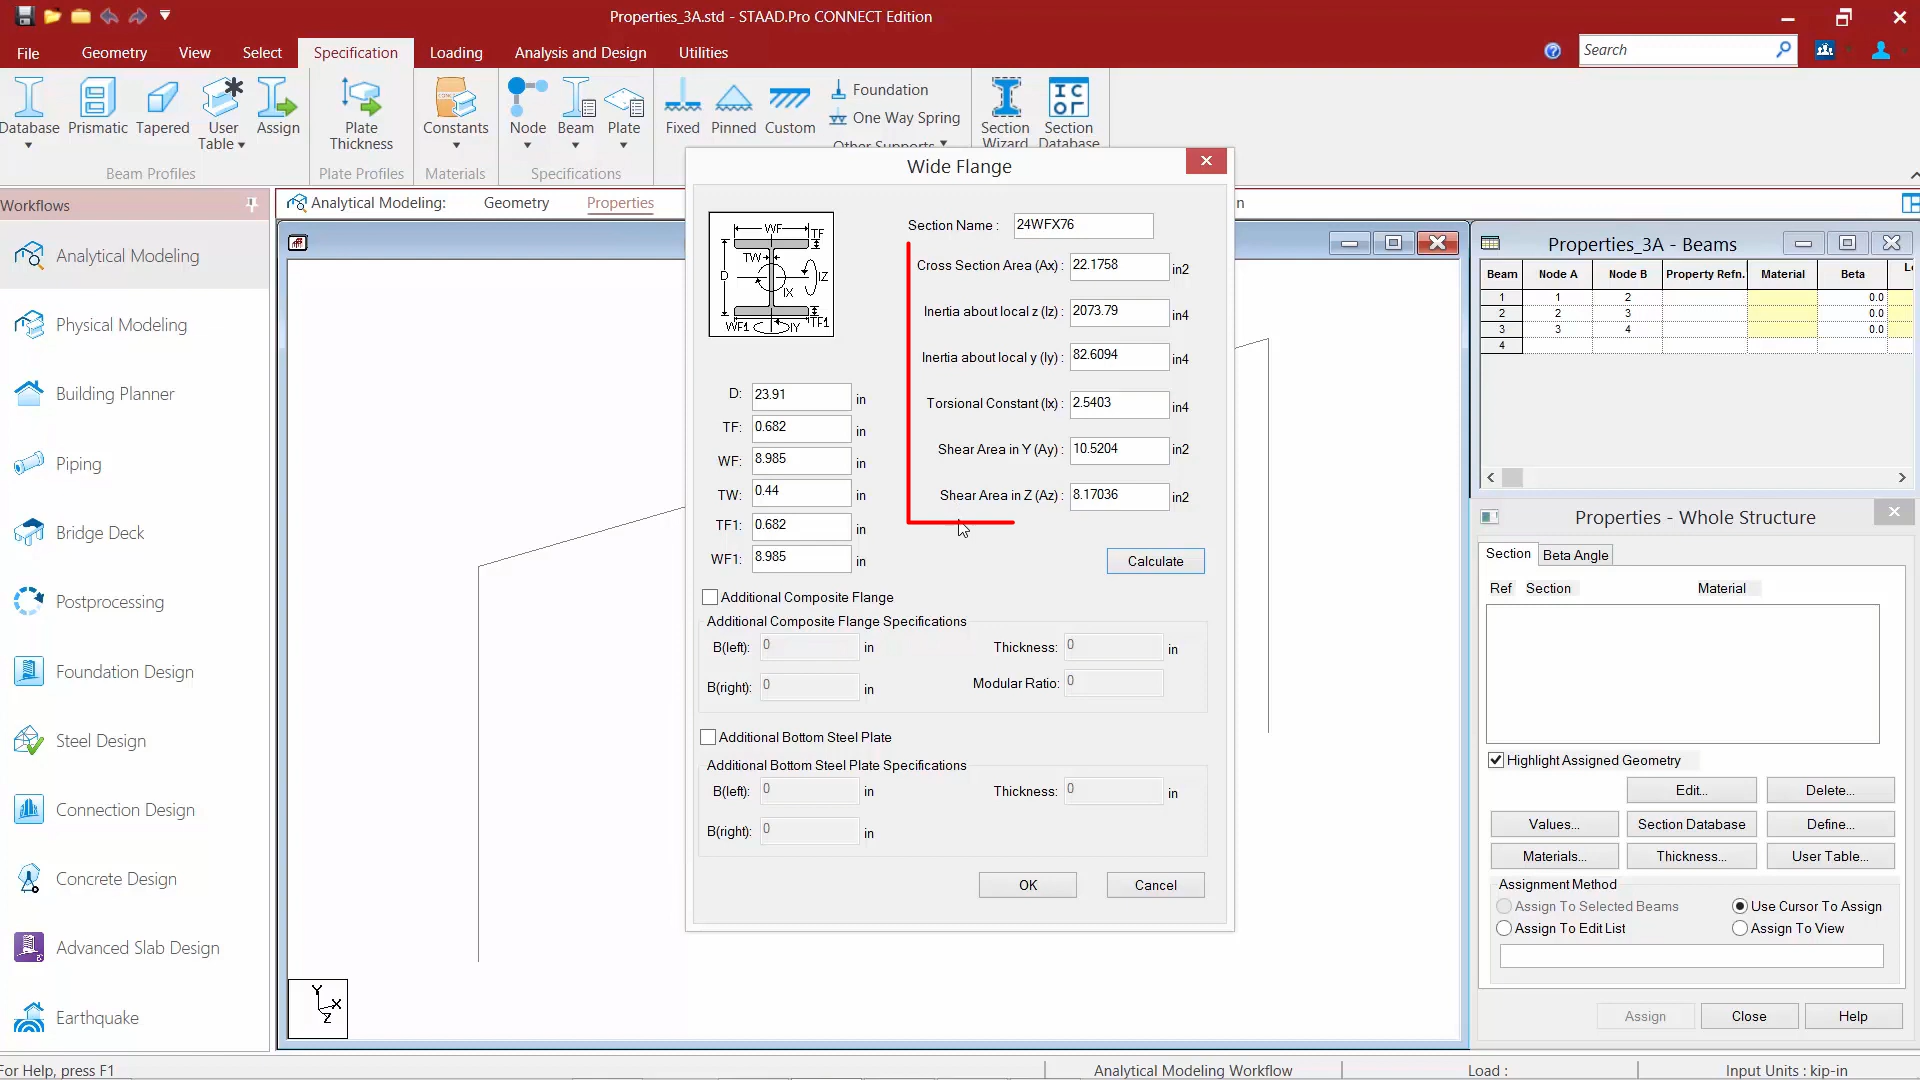 Properties_3A.std - STAAD.Pro CONNECT Edition
File Geometry View Select Specification Loading Analysis and Design Utilities
Search
Database Prismatic Tapered User Table Assign
Beam Profiles
Plate Thickness
Plate Profiles
Constants
Materials
Node Beam Plate
Specifications
Fixed Pinned Custom
Foundation
One Way Spring
Other Supports
Section Wizard
Section Database
Workflows
Analytical Modeling
Physical Modeling
Building Planner
Piping
Bridge Deck
Postprocessing
Foundation Design
Steel Design
Connection Design
Concrete Design
Advanced Slab Design
Earthquake
Analytical Modeling: Geometry Properties
n
Y
X
Z
Wide Flange
WF
TF
TW
D
IZ
IX
WF1
IY
TF1
Section Name : 24WFX76
Cross Section Area (Ax) : 22.1758 in2
Inertia about local z (Iz) : 2073.79 in4
Inertia about local y (Iy) : 82.6094 in4
Torsional Constant (Ix) : 2.5403 in4
Shear Area in Y (Ay) : 10.5204 in2
Shear Area in Z (Az) : 8.17036 in2
D: 23.91 in
TF: 0.682 in
WF: 8.985 in
TW: 0.44 in
TF1: 0.682 in
WF1: 8.985 in
Calculate
Additional Composite Flange
Additional Composite Flange Specifications
B(left): 0 in Thickness: 0 in
B(right): 0 in Modular Ratio: 0
Additional Bottom Steel Plate
Additional Bottom Steel Plate Specifications
B(left): 0 in Thickness: 0 in
B(right): 0 in
OK Cancel
Properties_3A - Beams
Beam Node A Node B Property Refn. Material Beta
1 1 2 0.0
2 2 3 0.0
3 3 4 0.0
4
Properties - Whole Structure
Section Beta Angle
Ref Section Material
Highlight Assigned Geometry
Edit... Delete...
Values... Section Database Define...
Materials... Thickness... User Table...
Assignment Method
Assign To Selected Beams Use Cursor To Assign
Assign To Edit List Assign To View
Assign Close Help
For Help, press F1
Analytical Modeling Workflow
Load :
Input Units : kip-in